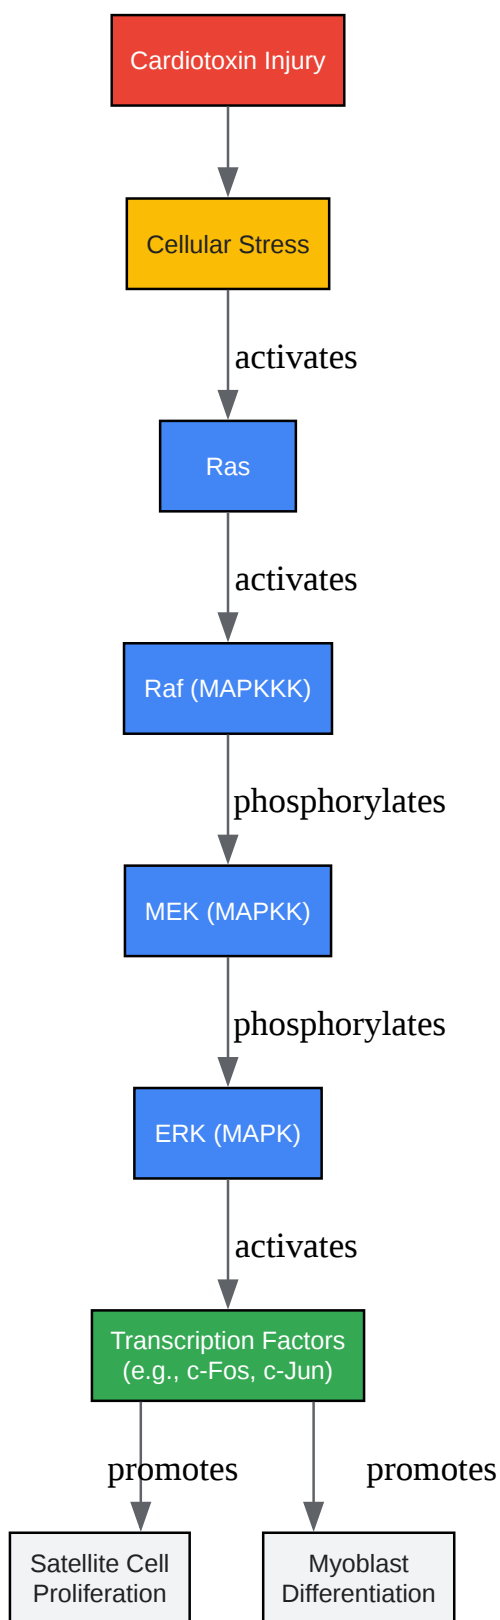 Cardiotoxin Injury
Cellular Stress
activates
Ras
activates
Raf (MAPKKK)
phosphorylates
MEK (MAPKK)
phosphorylates
ERK (MAPK)
activates
Transcription Factors
(e.g., c-Fos, c-Jun)
promotes
promotes
Satellite Cell
Proliferation
Myoblast
Differentiation